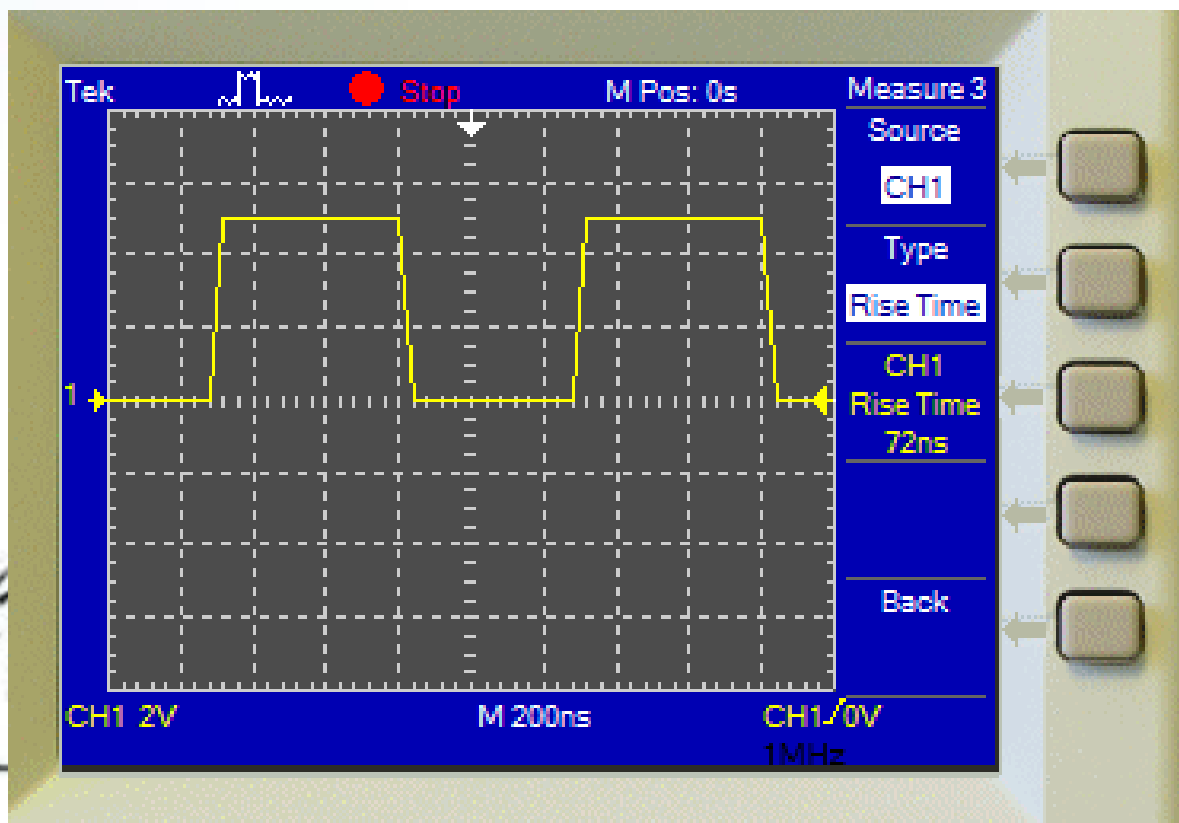 Tek
Stop
M Pos: 0s
Measure 3
Source
CH1
Type
Rise Time
CH1
Rise Time
72ns
Back
1
CH1 2V
M 200ns
CH1 0V
1MHz